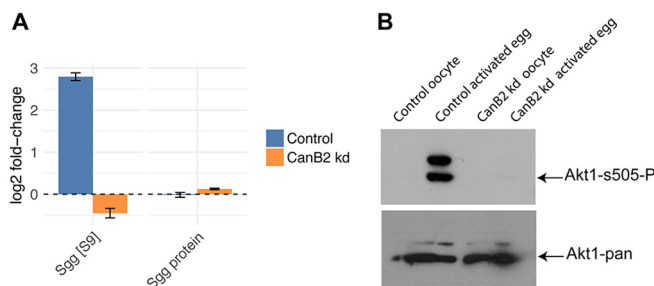 A
log2 fold−change
3
2
1
0
Sgg [S9]
Sgg protein
Control
CanB2 kd
B
Control oocyte
Control activated egg
CanB2 kd oocyte
CanB2 kd activated egg
Akt1-s505-P
Akt1-pan